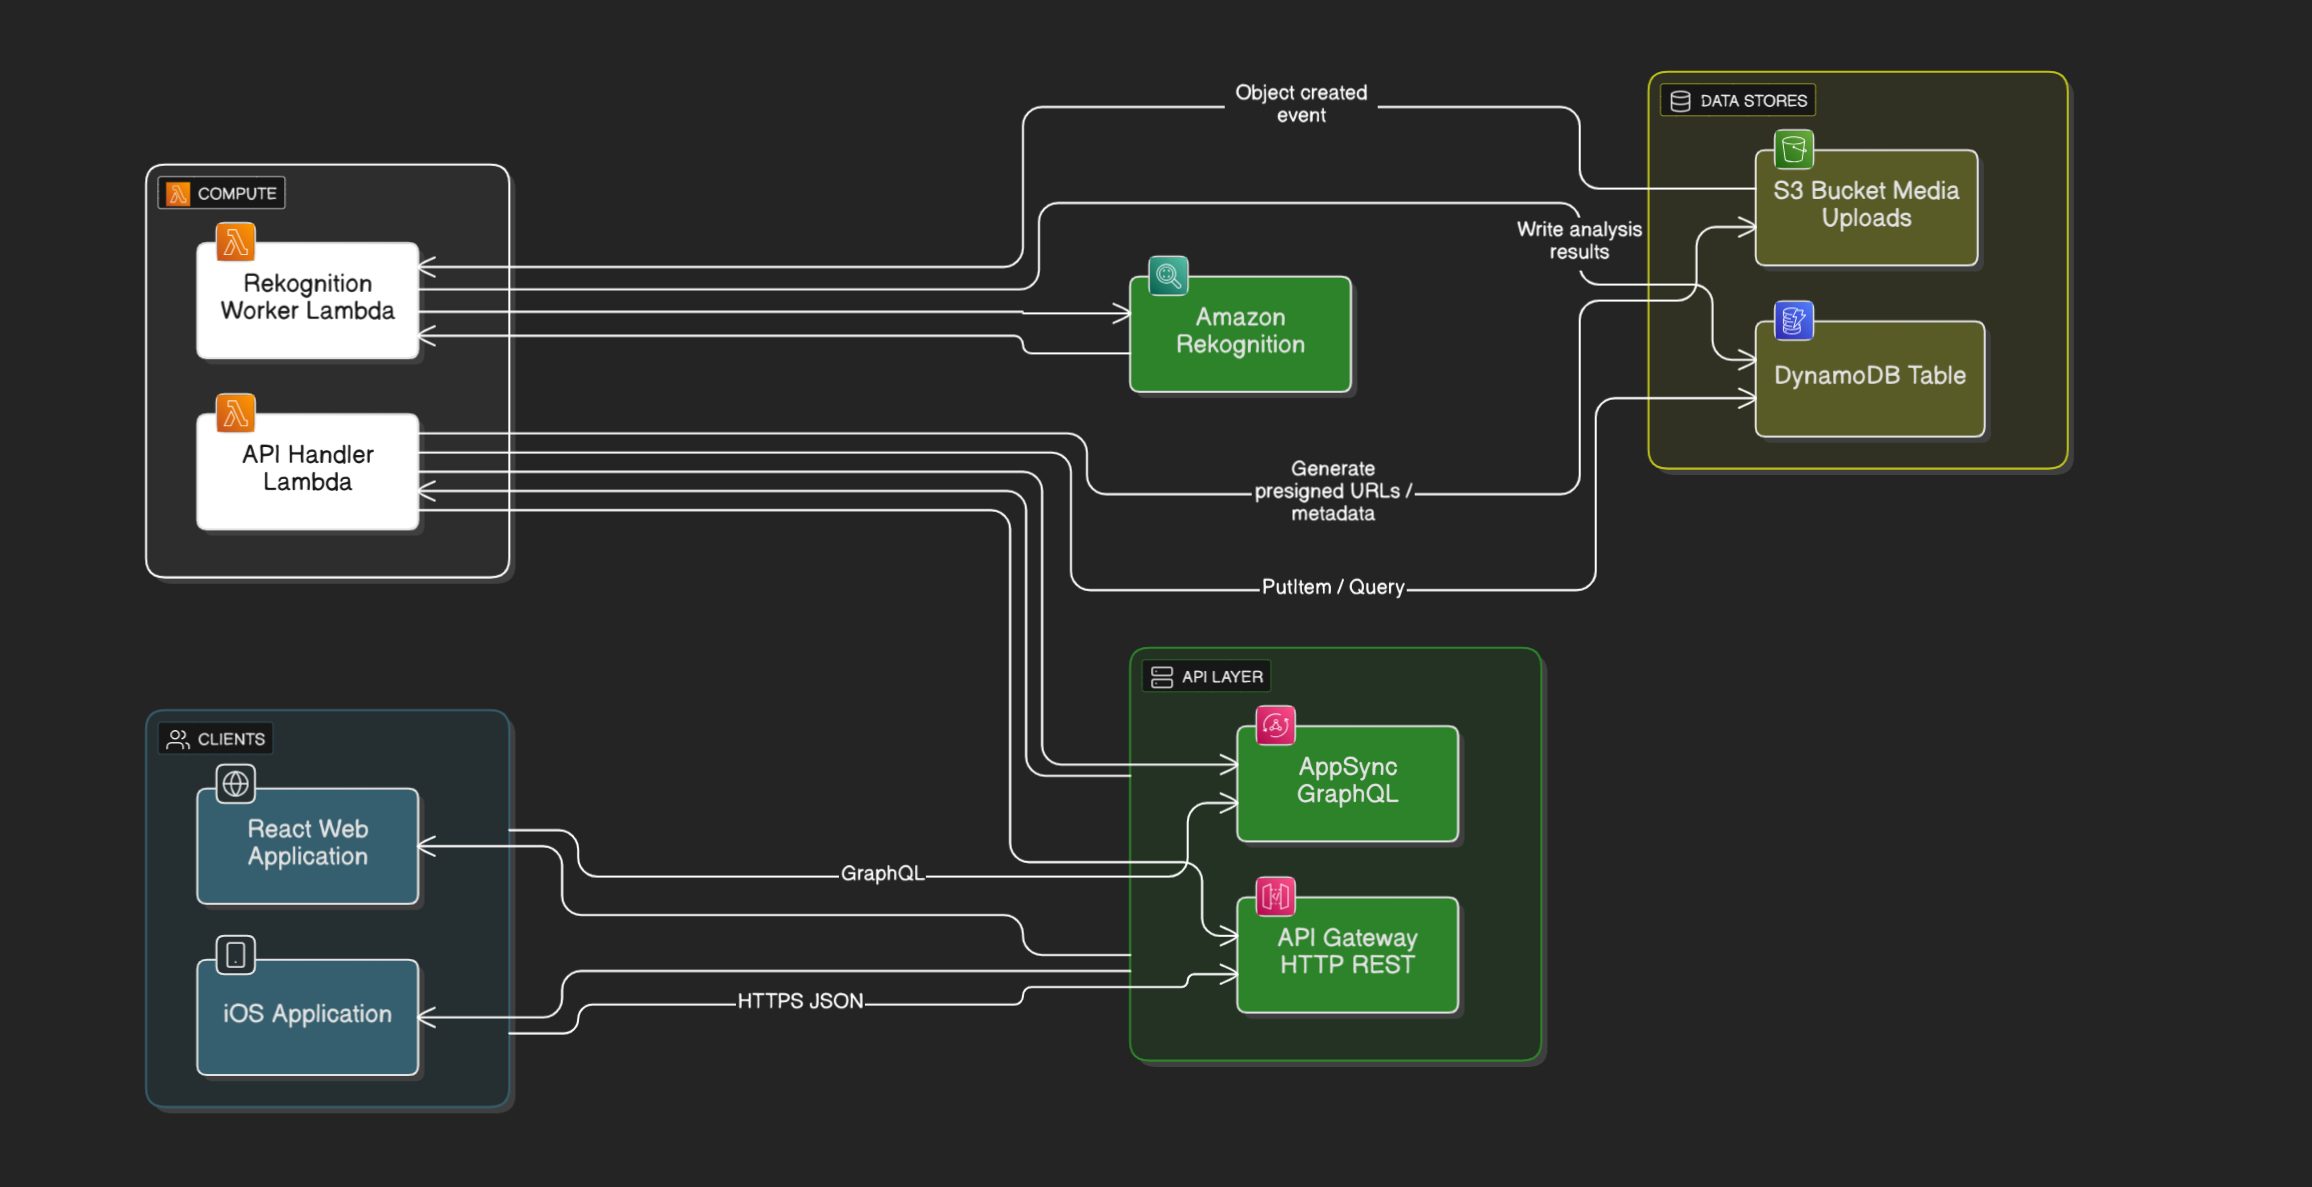 Object created
event
DATA STORES
S3 Bucket Media
Uploads
COMPUTE
Rekognition
Worker Lambda
Write analysis
results
Amazon
Rekognition
DynamoDB Table
API Handler
Lambda
Generate
presigned URLs /
metadata
PutItem / Query
API LAYER
AppSync
GraphQL
CLIENTS
React Web
Application
GraphQL
API Gateway
HTTP REST
HTTPS JSON
iOS Application